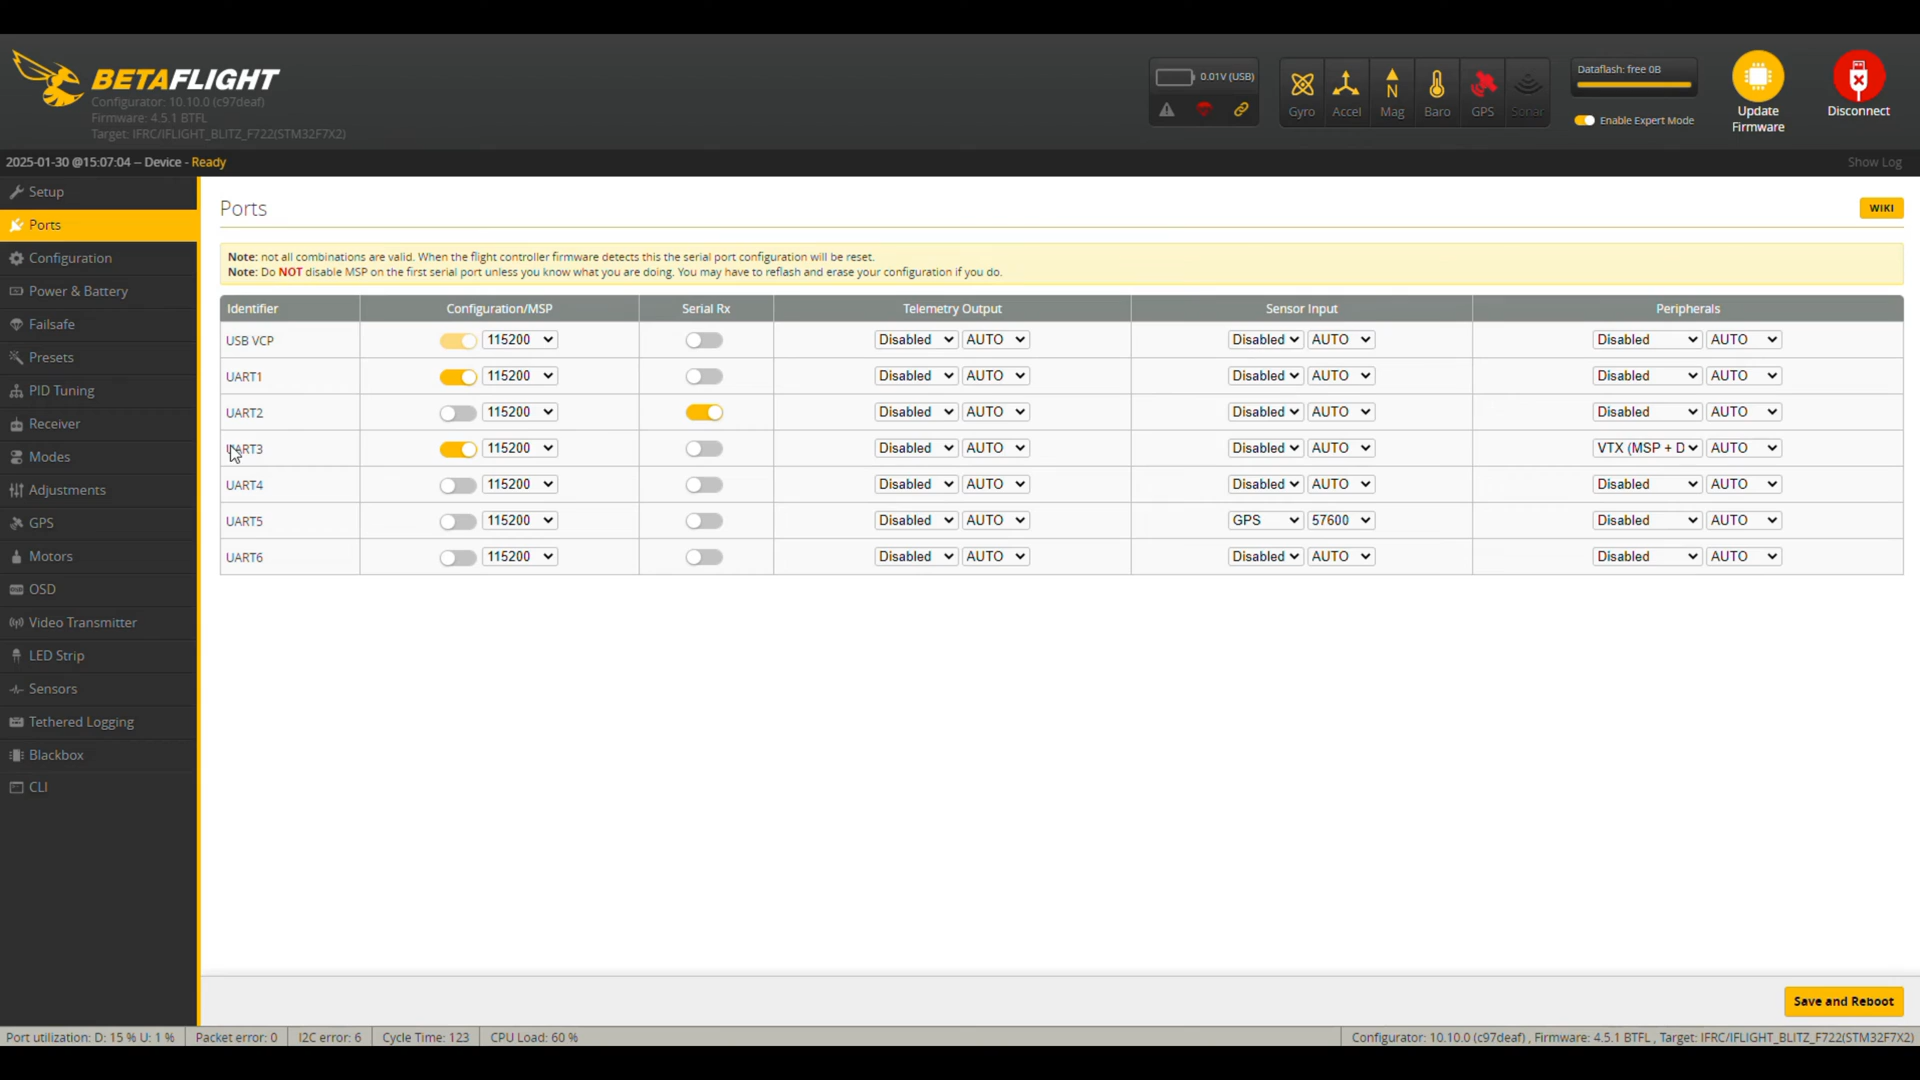 BETAFLIGHT
Configurator: 10.10.0 (c97deaf)
Firmware: 4.5.1 BTFL
Target: IFRC/IFLIGHT_BLITZ_F722(STM32F7X2)
0.01V (USB)
Gyro Accel Mag Baro GPS Sonar
Dataflash: free 0B
Enable Expert Mode
Update Firmware
Disconnect
2025-01-30 @15:07:04 -- Device - Ready
Show Log
Setup
Ports
Configuration
Power & Battery
Failsafe
Presets
PID Tuning
Receiver
Modes
Adjustments
GPS
Motors
OSD
Video Transmitter
LED Strip
Sensors
Tethered Logging
Blackbox
CLI
Ports
WIKI
Note: not all combinations are valid. When the flight controller firmware detects this the serial port configuration will be reset.
Note: Do NOT disable MSP on the first serial port unless you know what you are doing. You may have to reflash and erase your configuration if you do.
Identifier Configuration/MSP Serial Rx Telemetry Output Sensor Input Peripherals
USB VCP 115200 Disabled AUTO Disabled AUTO Disabled AUTO
UART1 115200 Disabled AUTO Disabled AUTO Disabled AUTO
UART2 115200 Disabled AUTO Disabled AUTO Disabled AUTO
UART3 115200 Disabled AUTO Disabled AUTO VTX (MSP + D AUTO
UART4 115200 Disabled AUTO Disabled AUTO Disabled AUTO
UART5 115200 Disabled AUTO GPS 57600 Disabled AUTO
UART6 115200 Disabled AUTO Disabled AUTO Disabled AUTO
Save and Reboot
Port utilization: D: 15 % U: 1 % Packet error: 0 I2C error: 6 Cycle Time: 123 CPU Load: 60 % Configurator: 10.10.0 (c97deaf) , Firmware: 4.5.1 BTFL , Target: IFRC/IFLIGHT_BLITZ_F722(STM32F7X2)